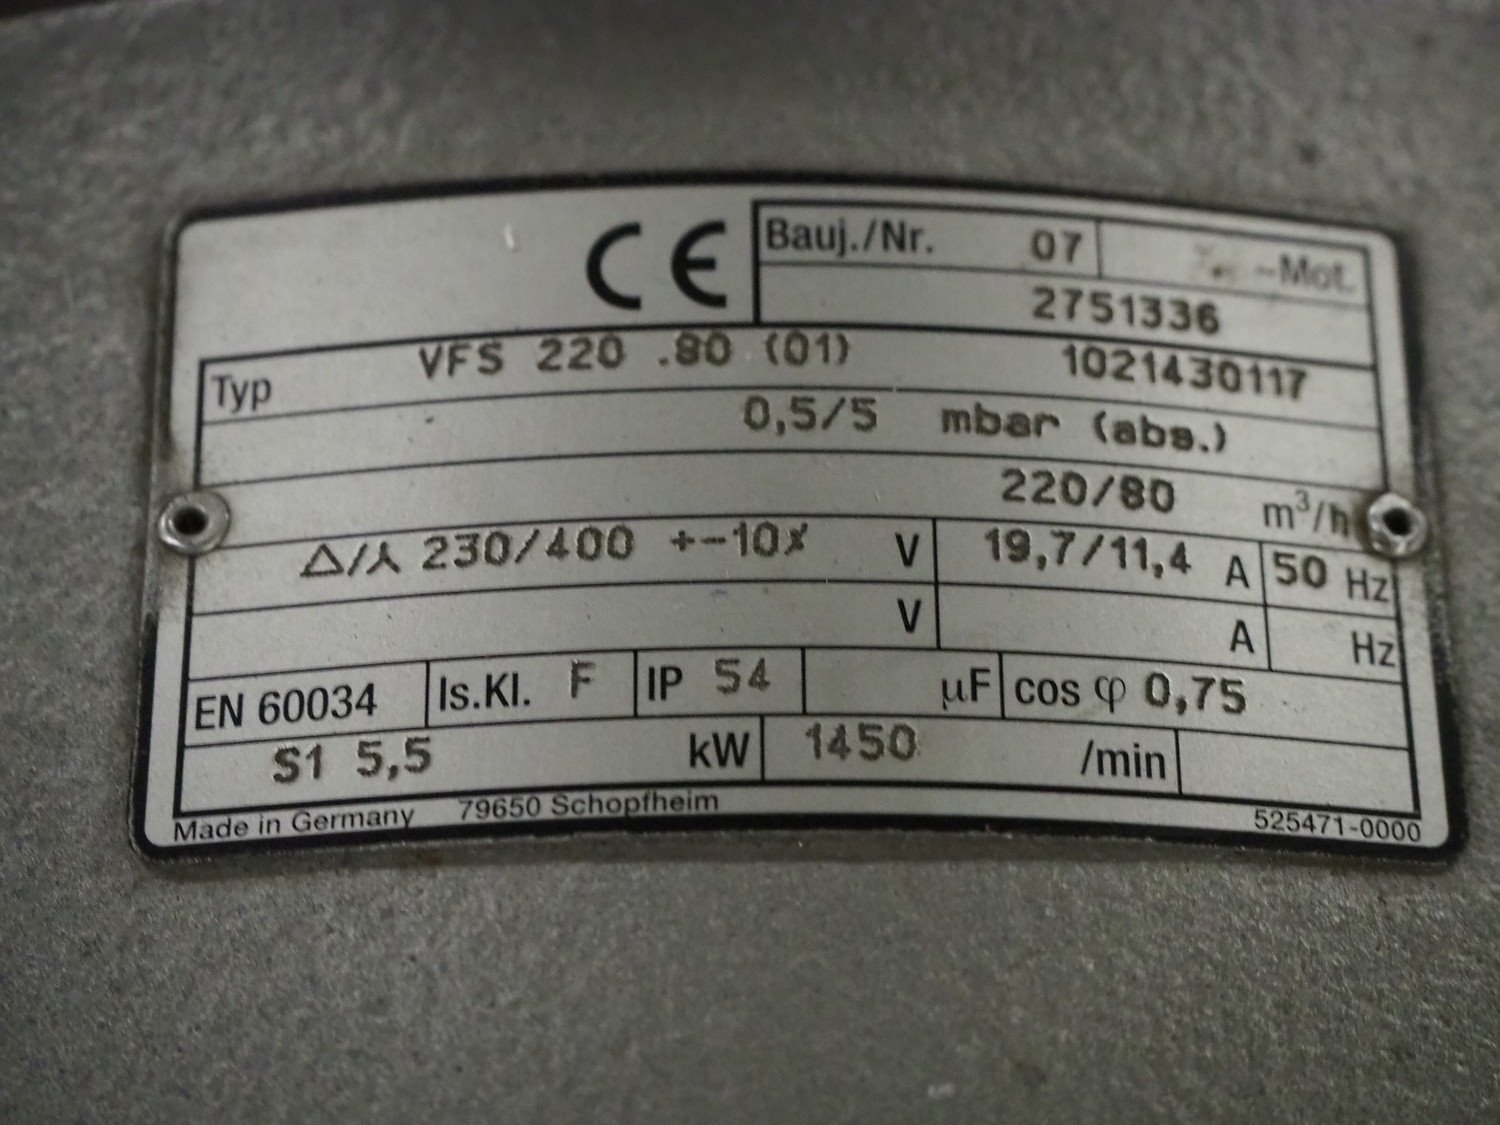 CE
Bauj./Nr. 07 ~Mot.
2751336
Typ VFS 220 .80 (01) 1021430117
0,5/5 mbar (abs.)
220/80 m³/h
Δ/⅄ 230/400 +-10% V 19,7/11,4 A 50 Hz
V A Hz
EN 60034 Is.Kl. F IP 54 µF cos φ 0,75
S1 5,5 kW 1450 /min
Made in Germany 79650 Schopfheim 525471-0000